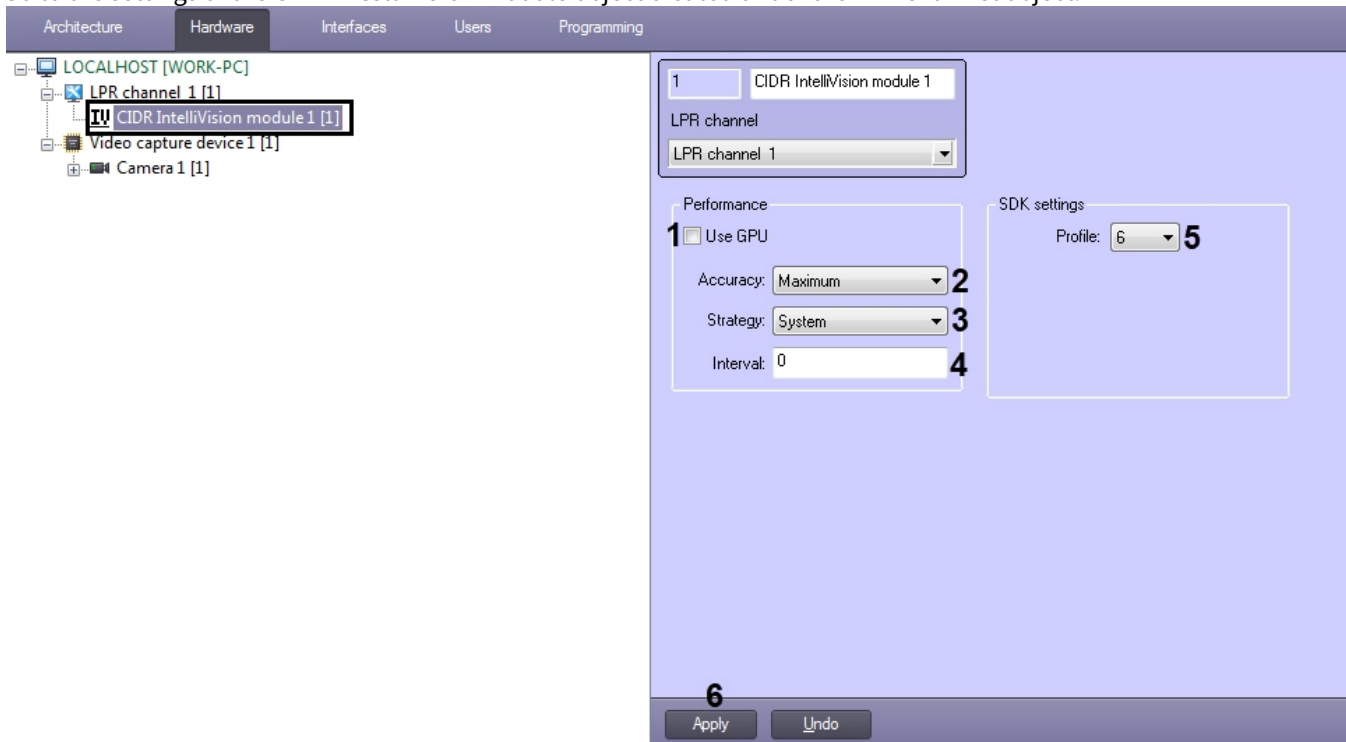 Architecture Hardware Interfaces Users Programming
LOCALHOST [WORK-PC]
LPR channel 1 [1]
IV CIDR IntelliVision module 1 [1]
Video capture device 1 [1]
Camera 1 [1]
1 CIDR IntelliVision module 1
LPR channel
LPR channel 1
Performance
1 Use GPU
Accuracy: Maximum 2
Strategy: System 3
Interval: 0 4
SDK settings
Profile: 6 5
6
Apply Undo